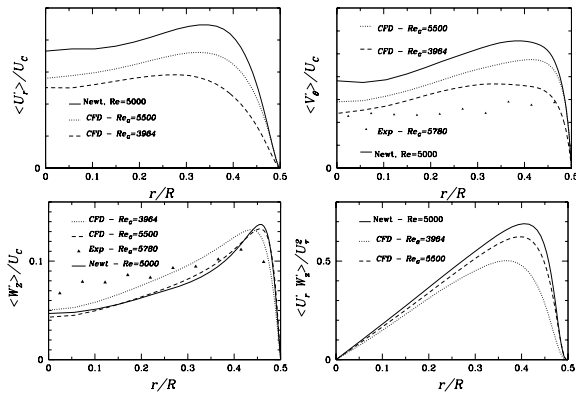 <U'r>/Uc
Newt, Re=5000
CFD - ReG=5500
CFD - ReG=3964
0
0 0.1 0.2 0.3 0.4 0.5
r/R
<V'θ>/Uc
CFD - ReG=5500
CFD - ReG=3964
Exp - ReG=5780
Newt, Re=5000
0
0 0.1 0.2 0.3 0.4 0.5
r/R
<W'z>/Uc
CFD - ReG=3964
CFD - ReG=5500
Exp - ReG=5780
Newt - Re=5000
0.1
0
0 0.1 0.2 0.3 0.4 0.5
r/R
<U'r W'z>/U²τ
Newt - Re=5000
CFD - ReG=3964
CFD - ReG=5500
0.5
0
0 0.1 0.2 0.3 0.4 0.5
r/R